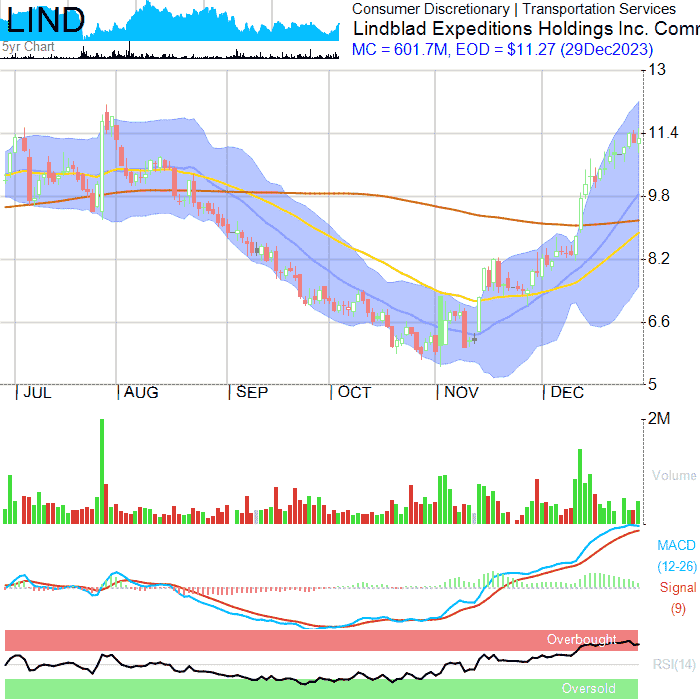 LIND
5yr Chart
Consumer Discretionary | Transportation Services
Lindblad Expeditions Holdings Inc. Comm
MC = 601.7M, EOD = $11.27 (29Dec2023)
13
11.4
9.8
8.2
6.6
5
JUL AUG SEP OCT NOV DEC
2M
Volume
MACD
(12-26)
Signal
(9)
Overbought
RSI(14)
Oversold